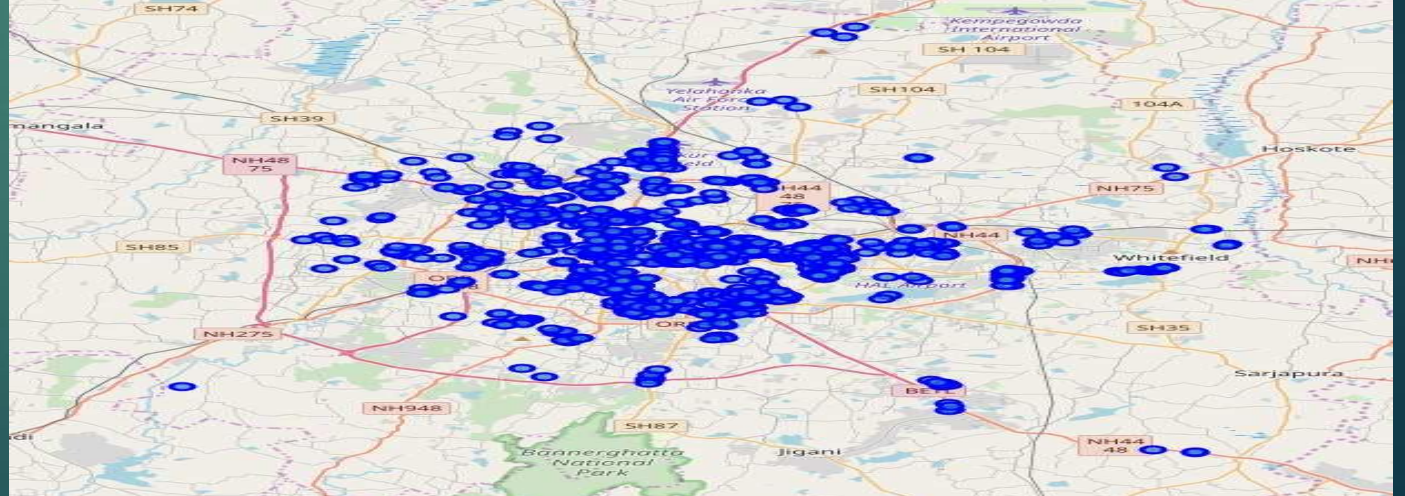 SH74
Kempegowda
International
Airport
SH 104
Yelahanka
Air Force
Station
SH104
104A
SH39
mangala
Hoskote
NH48
75
NH75
H44
48
SH85
NH44
Whitefield
HAL Airport
SH35
NH275
Sarjapura
BETL
NH948
SH87
NH44
48
Bannerghatta
National
Park
Jigani